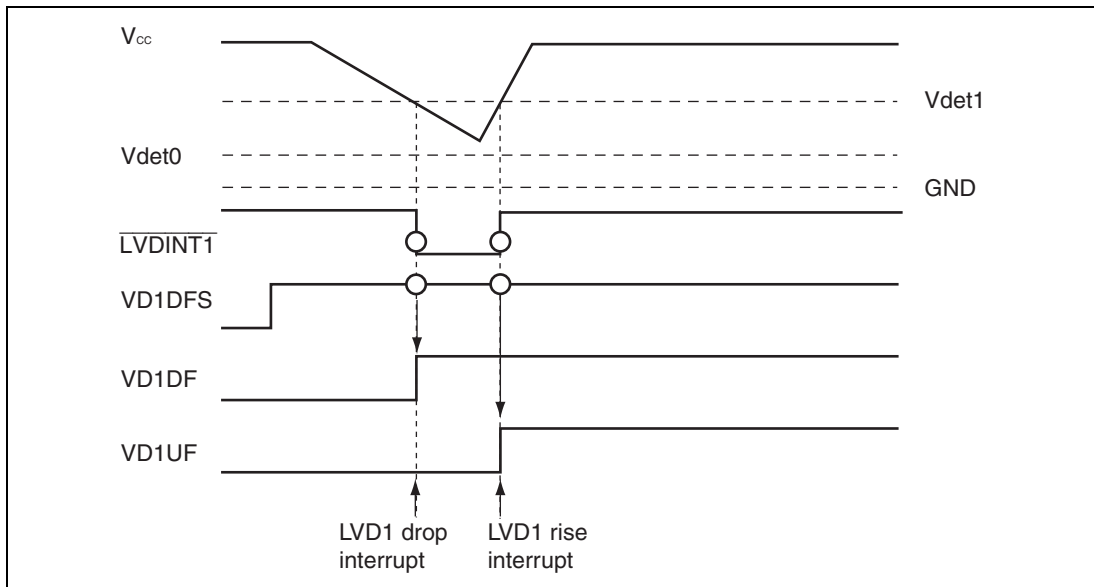 Vcc
Vdet1
Vdet0
GND
LVDINT1
VD1DFS
VD1DF
VD1UF
LVD1 drop
interrupt
LVD1 rise
interrupt